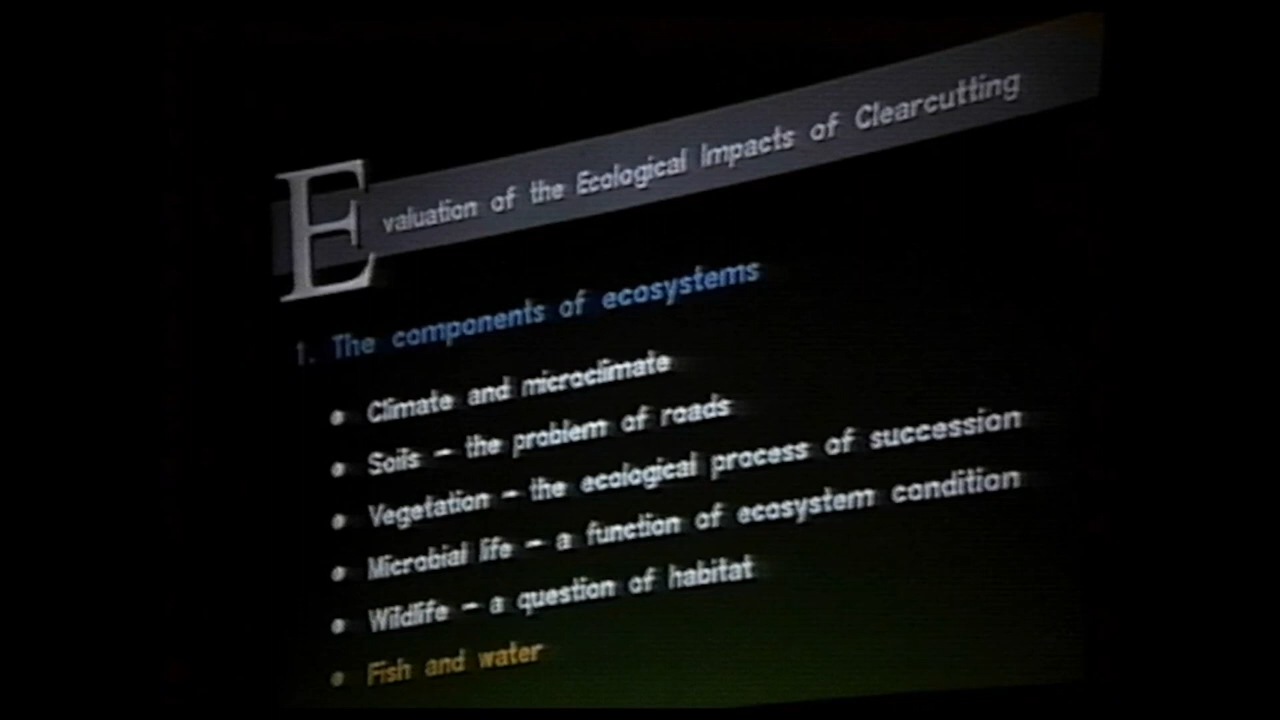 Evaluation of the Ecological Impacts of Clearcutting
1. The components of ecosystems
• Climate and microclimate
• Soils - the problem of roads
• Vegetation - the ecological process of succession
• Microbial life - a function of ecosystem condition
• Wildlife - a question of habitat
• Fish and water